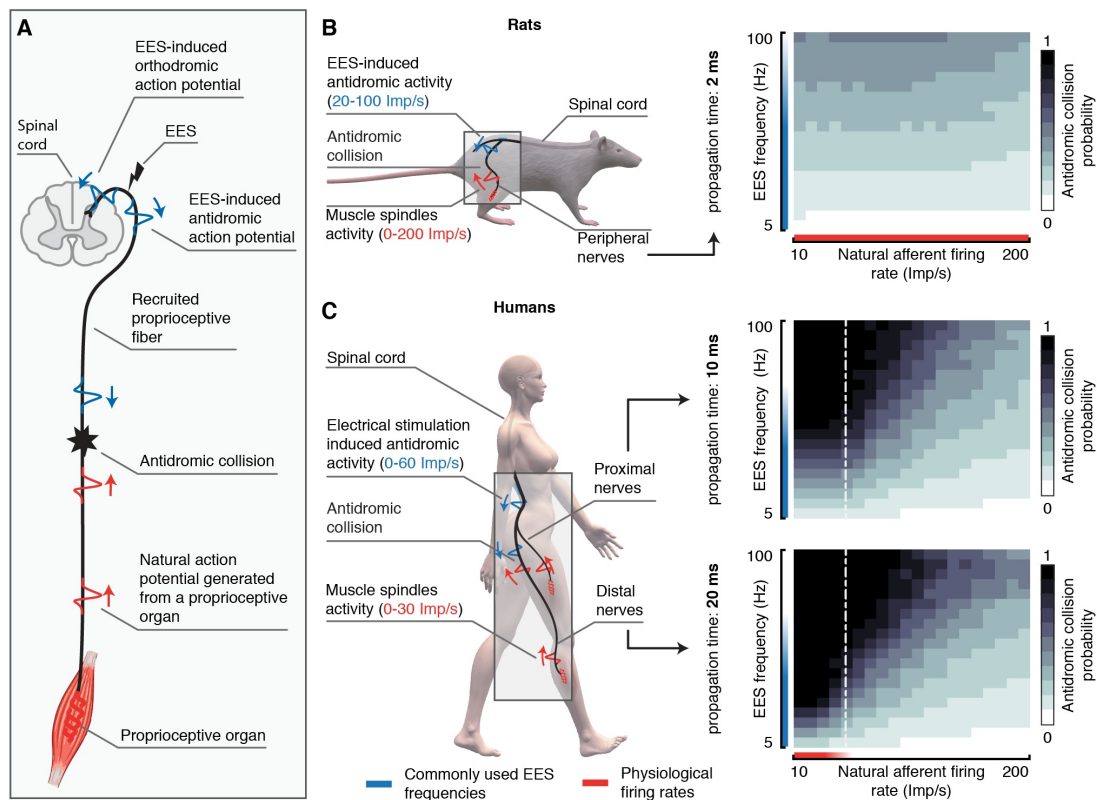 A
EES-induced
orthodromic
action potential
Spinal
cord
EES
EES-induced
antidromic
action potential
Recruited
proprioceptive
fiber
Antidromic collision
Natural action
potential generated
from a proprioceptive
organ
Proprioceptive organ
B
Rats
EES-induced
antidromic activity
(20-100 Imp/s)
Antidromic
collision
Muscle spindles
activity (0-200 Imp/s)
Spinal cord
Peripheral
nerves
propagation time: 2 ms
EES frequency (Hz)
100
5
10
Natural afferent firing
rate (Imp/s)
200
1
0
Antidromic collision
probability
C
Humans
Spinal cord
Electrical stimulation
induced antidromic
activity (0-60 Imp/s)
Antidromic
collision
Muscle spindles
activity (0-30 Imp/s)
Proximal
nerves
Distal
nerves
propagation time: 10 ms
EES frequency (Hz)
100
5
1
0
Antidromic collision
probability
propagation time: 20 ms
EES frequency (Hz)
100
5
10
Natural afferent firing
rate (Imp/s)
200
1
0
Antidromic collision
probability
Commonly used EES
frequencies
Physiological
firing rates